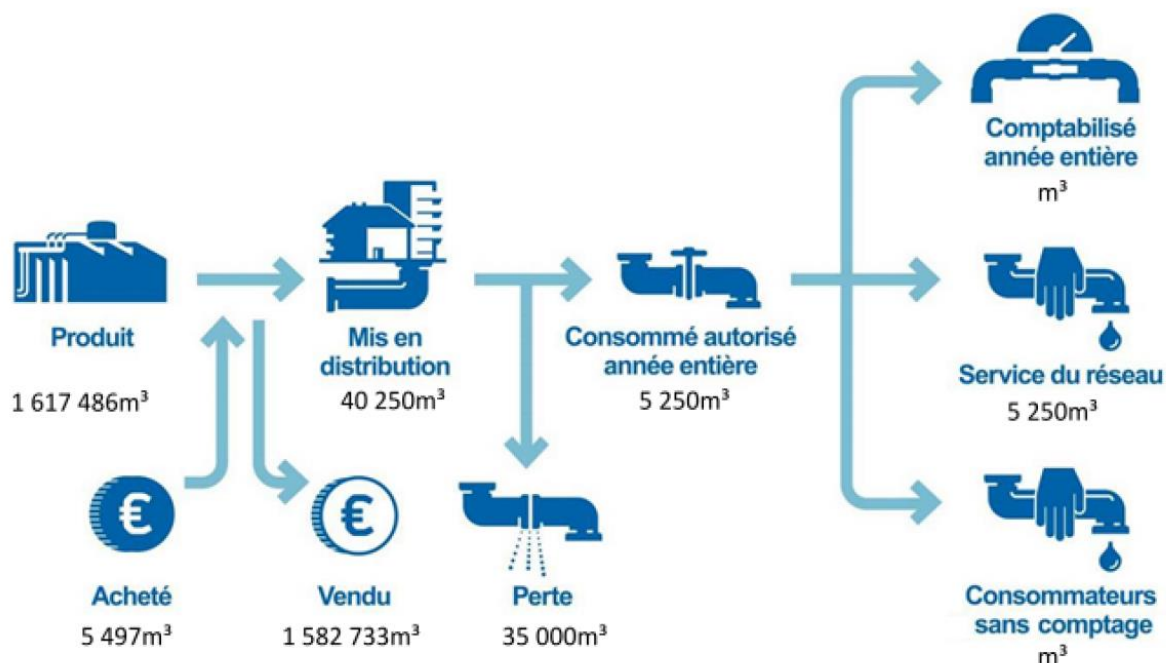 Produit
1 617 486m³
Acheté
5 497m³
Mis en
distribution
40 250m³
Vendu
1 582 733m³
Perte
35 000m³
Consommé autorisé
année entière
5 250m³
Comptabilisé
année entière
m³
Service du réseau
5 250m³
Consommateurs
sans comptage
m³
€
€